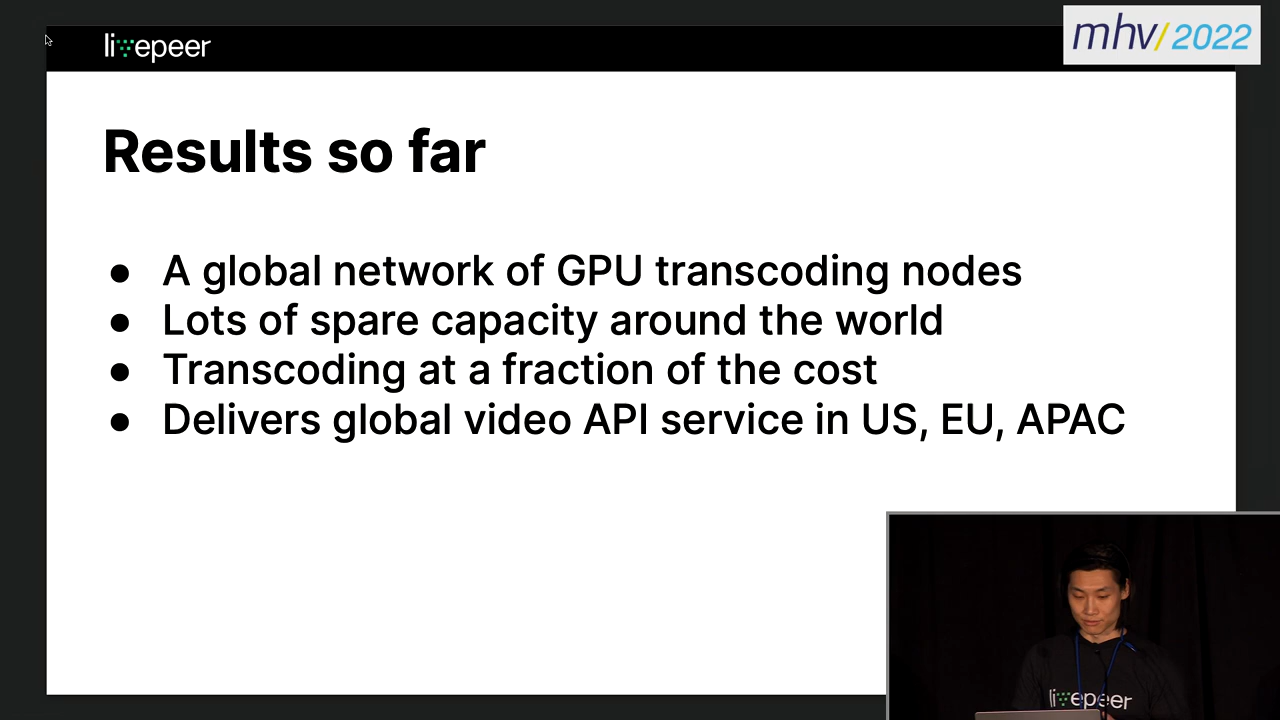 livepeer
mhv/2022
Results so far
● A global network of GPU transcoding nodes
● Lots of spare capacity around the world
● Transcoding at a fraction of the cost
● Delivers global video API service in US, EU, APAC
livepeer